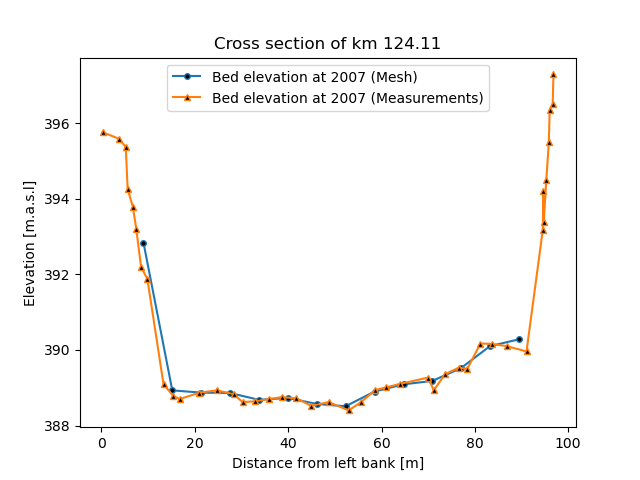 Cross section of km 124.11
Bed elevation at 2007 (Mesh)
Bed elevation at 2007 (Measurements)
Elevation [m.a.s.l]
396
394
392
390
388
0 20 40 60 80 100
Distance from left bank [m]